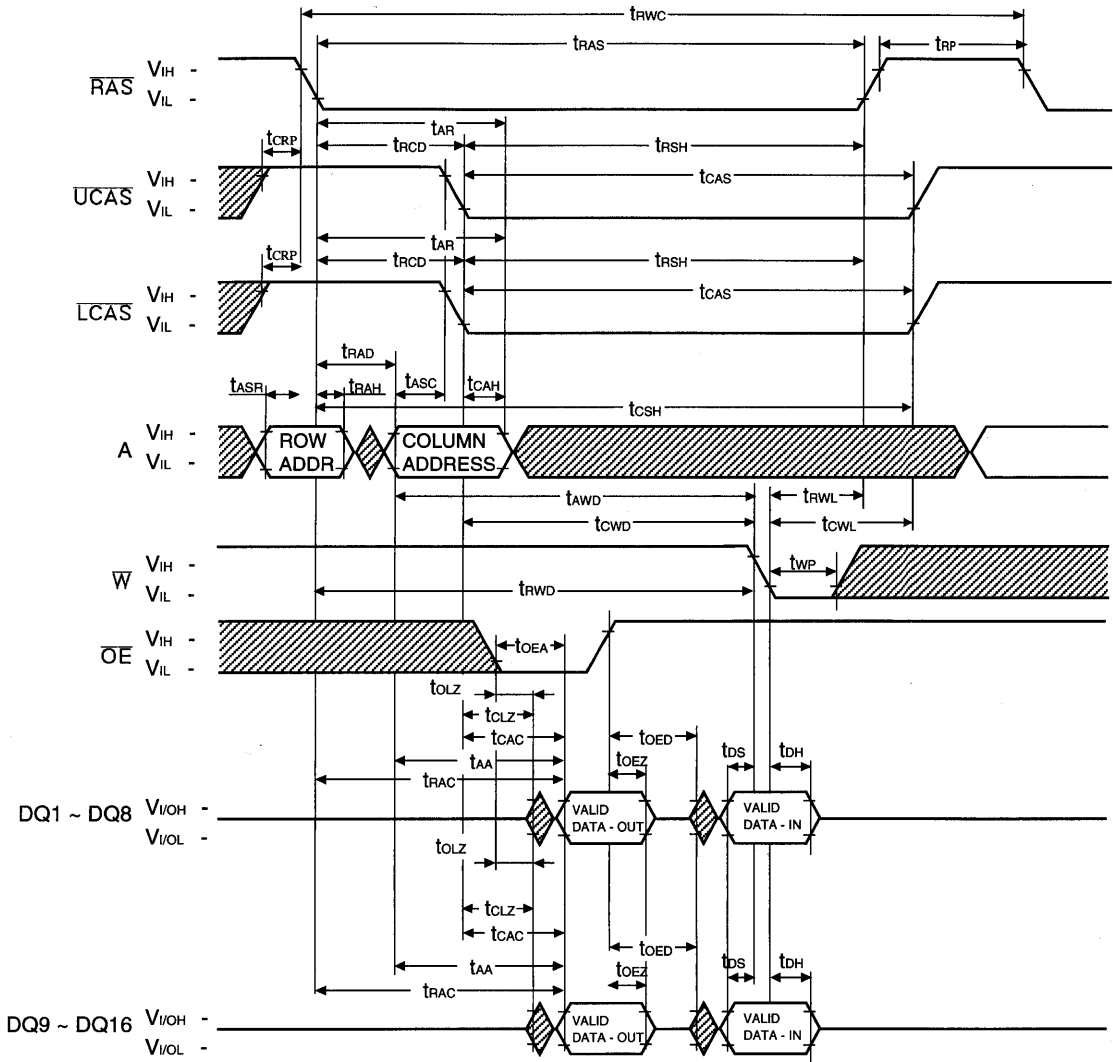 tRWC
tRAS
tRP
RAS
VIH -
VIL -
tAR
tCRP
tRCD
tRSH
UCAS
VIH -
VIL -
tCAS
tAR
tCRP
tRCD
tRSH
LCAS
VIH -
VIL -
tCAS
tRAD
tASR
tRAH
tASC
tCAH
tCSH
A
VIH -
VIL -
ROW
ADDR
COLUMN
ADDRESS
tAWD
tRWL
tCWD
tCWL
W
VIH -
VIL -
tWP
tRWD
OE
VIH -
VIL -
tOEA
tOLZ
tCLZ
tCAC
tOED
tAA
tOEZ
tDS
tDH
tRAC
DQ1 ~ DQ8
VI/OH -
VI/OL -
VALID
DATA - OUT
VALID
DATA - IN
tOLZ
tCLZ
tCAC
tOED
tAA
tOEZ
tDS
tDH
tRAC
DQ9 ~ DQ16
VI/OH -
VI/OL -
VALID
DATA - OUT
VALID
DATA - IN